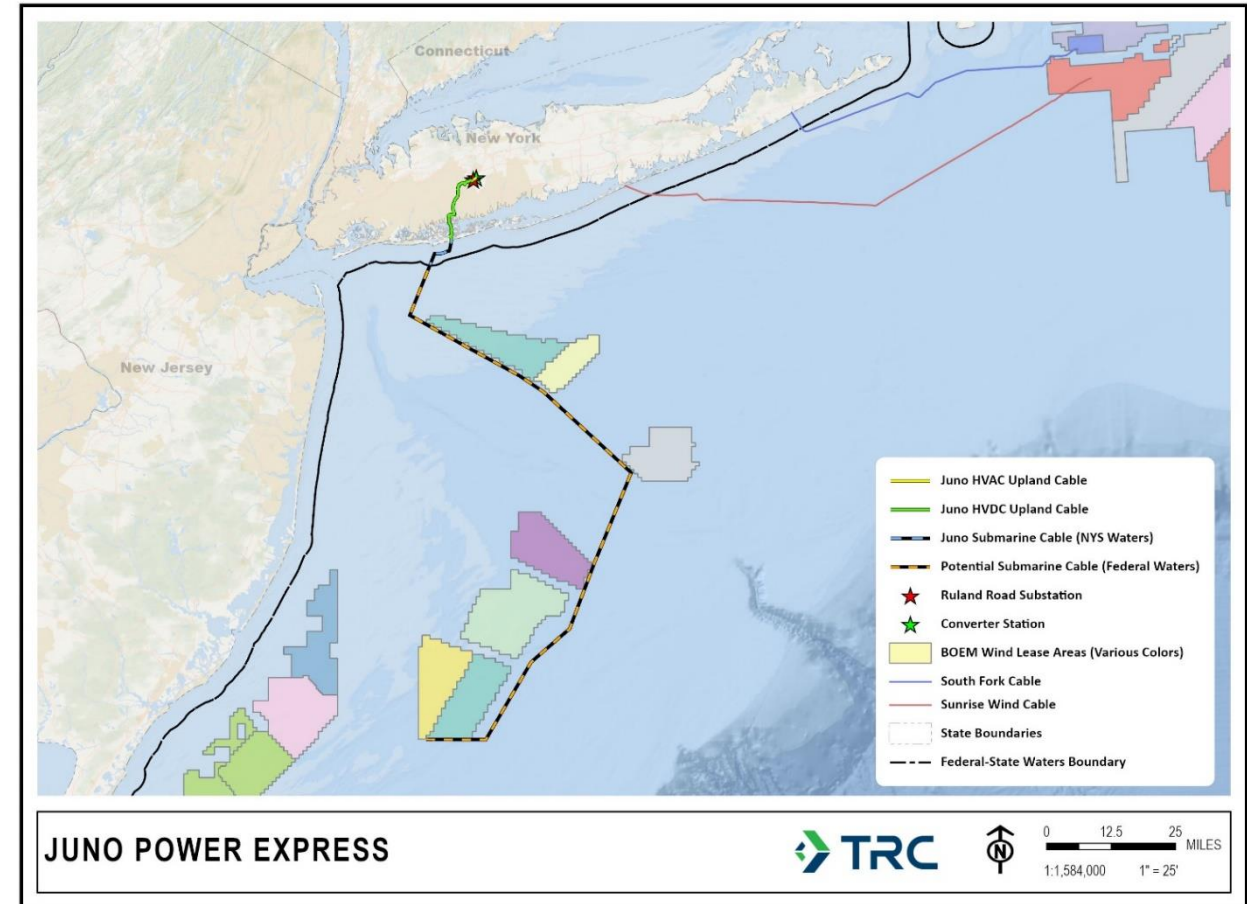 Connecticut
New York
New Jersey
Juno HVAC Upland Cable
Juno HVDC Upland Cable
Juno Submarine Cable (NYS Waters)
Potential Submarine Cable (Federal Waters)
Ruland Road Substation
Converter Station
BOEM Wind Lease Areas (Various Colors)
South Fork Cable
Sunrise Wind Cable
State Boundaries
Federal-State Waters Boundary
JUNO POWER EXPRESS
TRC
N
0 12.5 25
MILES
1:1,584,000 1" = 25'